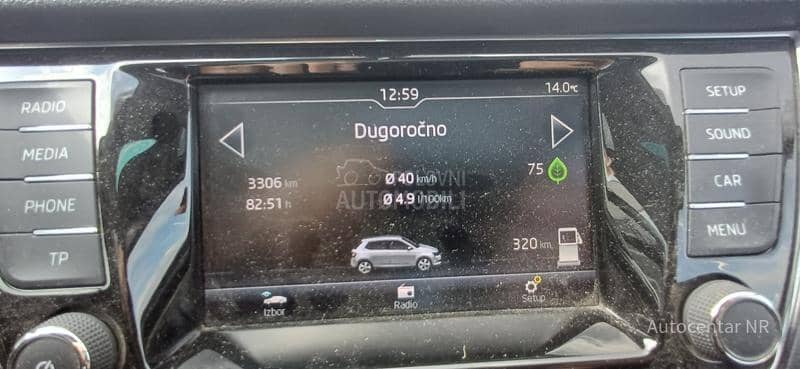 RADIO
MEDIA
PHONE
TP
12:59
14.0°C
Dugoročno
3306 km
82:51 h
Ø 40 km/h
Ø 4.9 l/100km
75
320 km
Izbor
Radio
Setup
SETUP
SOUND
CAR
MENU
AUTOMOBILI
Autocentar NR